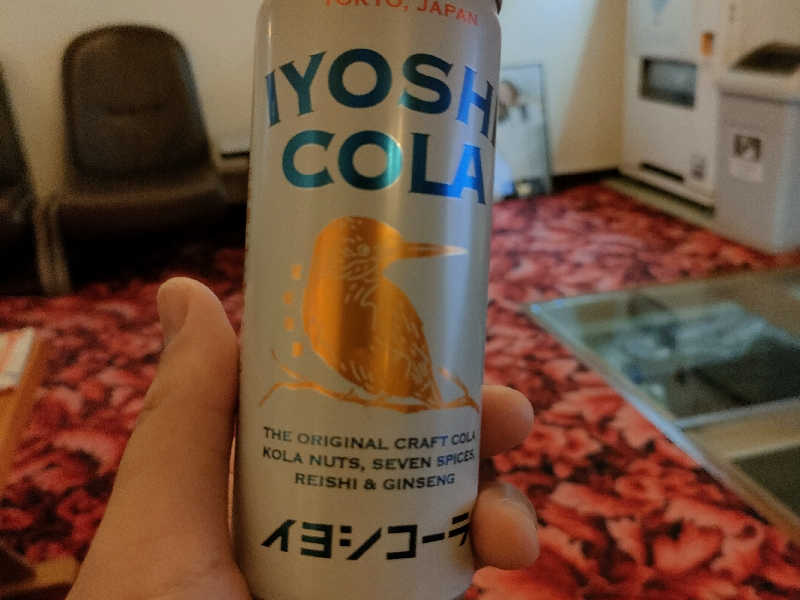 TOKYO, JAPAN
IYOSHI
COLA
THE ORIGINAL CRAFT COLA
KOLA NUTS, SEVEN SPICES,
REISHI & GINSENG
イヨシコーラ